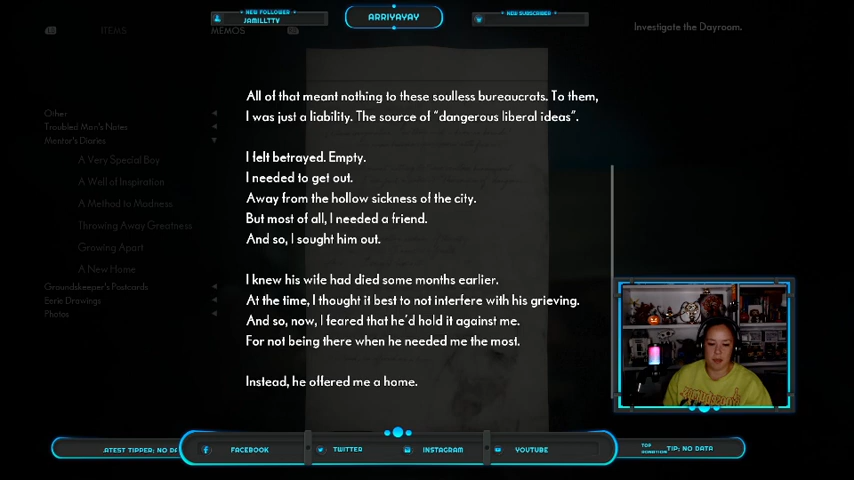 NEW FOLLOWER
JAMILLTTV
ARRIYAYAY
NEW SUBSCRIBER
Investigate the Dayroom.
ITEMS
MEMOS
All of that meant nothing to these soulless bureaucrats. To them,
I was just a liability. The source of "dangerous liberal ideas".
I felt betrayed. Empty.
I needed to get out.
Away from the hollow sickness of the city.
But most of all, I needed a friend.
And so, I sought him out.
I knew his wife had died some months earlier.
At the time, I thought it best to not interfere with his grieving.
And so, now, I feared that he'd hold it against me.
For not being there when he needed me the most.
Instead, he offered me a home.
Other
Troubled Man's Notes
Mentor's Diaries
A Very Special Boy
A Wall of Inspiration
A Method to Madness
Throwing Away Greatness
Growing Apart
A New Home
Groundskeeper's Postcards
Eerie Drawings
Photos
.ATEST TIPPER: NO DA
FACEBOOK
TWITTER
INSTAGRAM
YOUTUBE
TOP
TIP: NO DATA